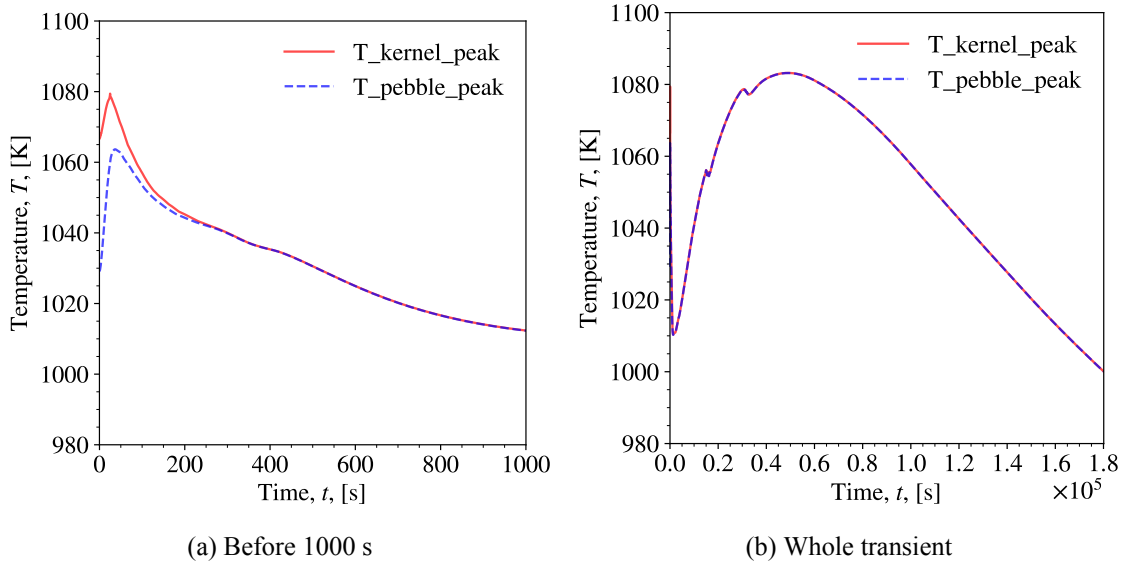 1100
1080
1060
1040
1020
1000
980
Temperature, T, [K]
T_kernel_peak
T_pebble_peak
0 200 400 600 800 1000
Time, t, [s]
(a) Before 1000 s
1100
1080
1060
1040
1020
1000
980
Temperature, T, [K]
T_kernel_peak
T_pebble_peak
0.0 0.2 0.4 0.6 0.8 1.0 1.2 1.4 1.6 1.8
Time, t, [s]
×10⁵
(b) Whole transient